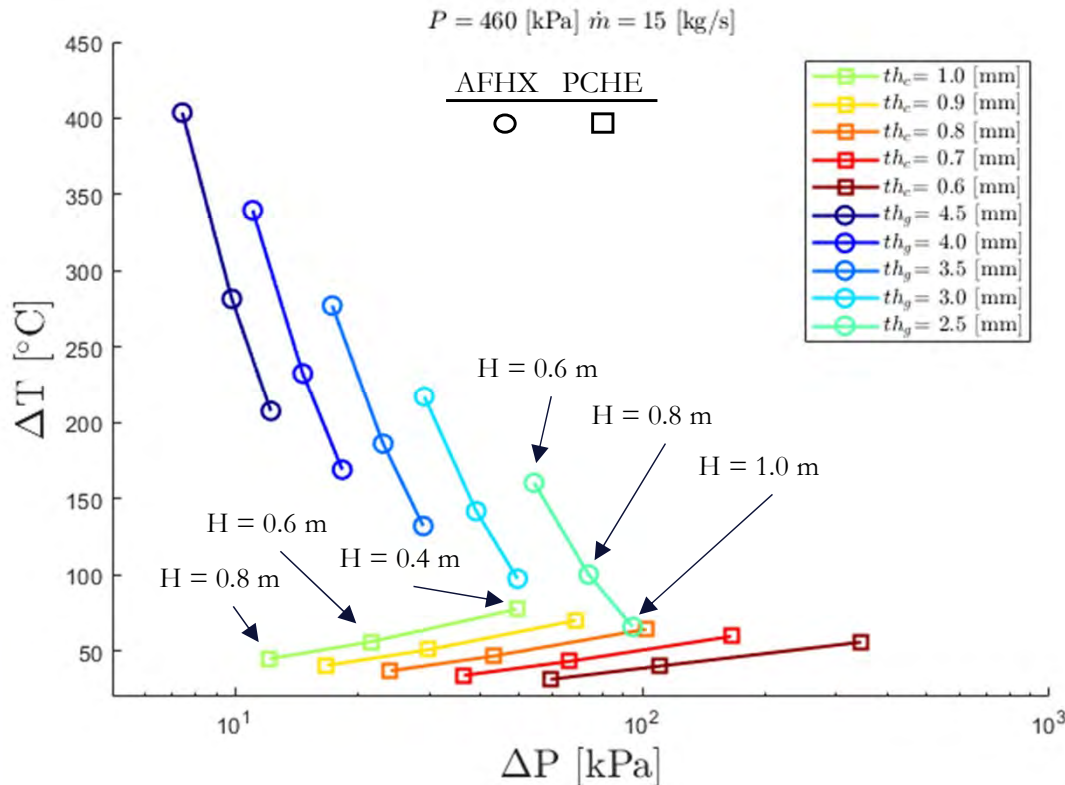 P = 460 [kPa] ṁ = 15 [kg/s]
AFHX PCHE
th_c = 1.0 [mm]
th_c = 0.9 [mm]
th_c = 0.8 [mm]
th_c = 0.7 [mm]
th_c = 0.6 [mm]
th_g = 4.5 [mm]
th_g = 4.0 [mm]
th_g = 3.5 [mm]
th_g = 3.0 [mm]
th_g = 2.5 [mm]
450
400
350
300
250
200
150
100
50
ΔT [°C]
H = 0.6 m
H = 0.8 m
H = 1.0 m
H = 0.6 m
H = 0.4 m
H = 0.8 m
10¹ 10² 10³
ΔP [kPa]